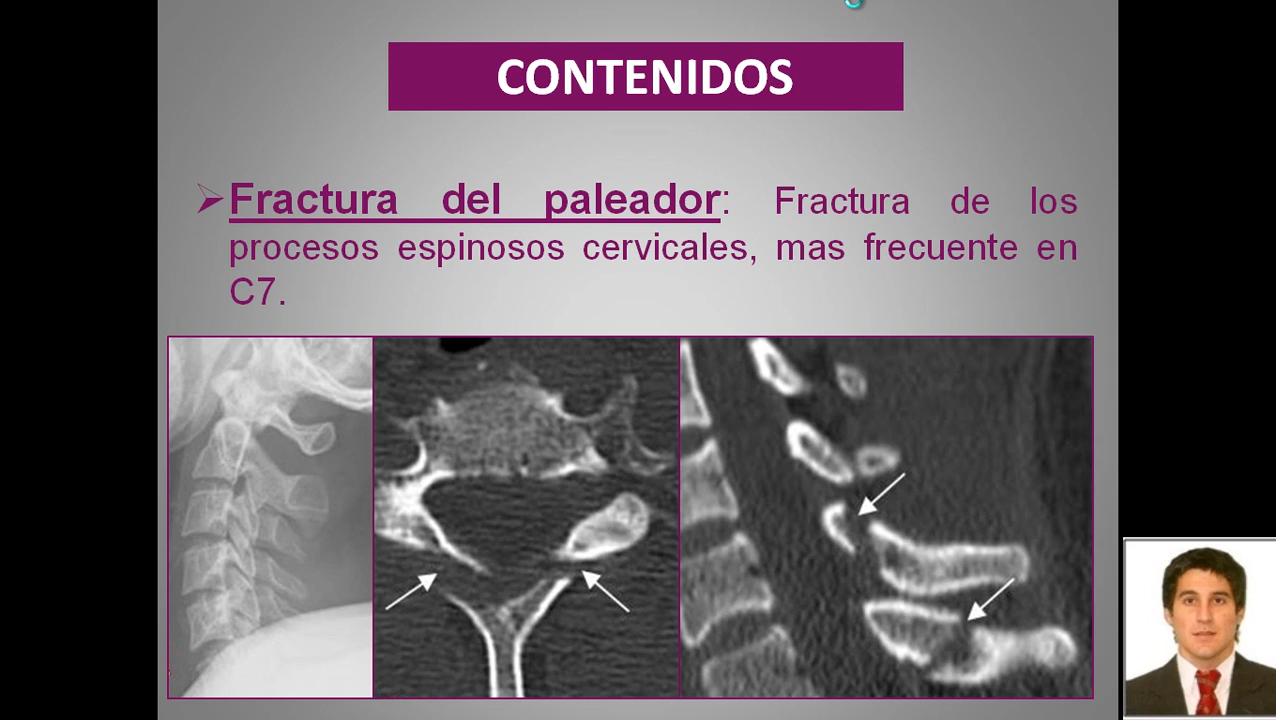 CONTENIDOS
Fractura del paleador: Fractura de los
procesos espinosos cervicales, mas frecuente en
C7.